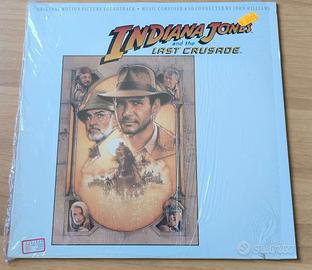 ORIGINAL MOTION PICTURE SOUNDTRACK • MUSIC COMPOSED AND CONDUCTED BY JOHN WILLIAMS
INDIANA JONES
and the
LAST CRUSADE
subito